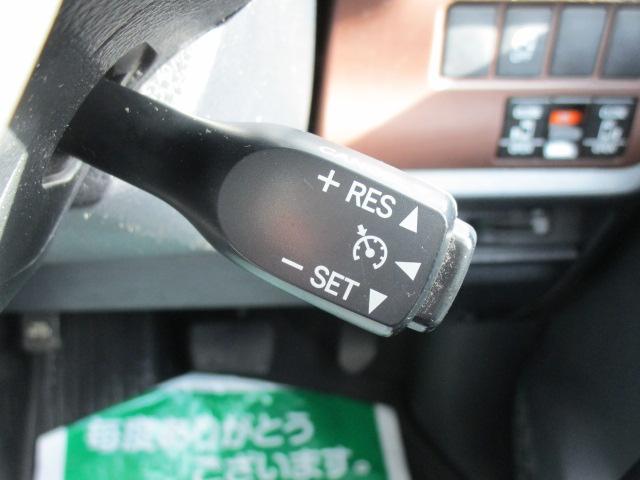 + RES ▲
◀
− SET ▼
毎度ありがとう
ございます。